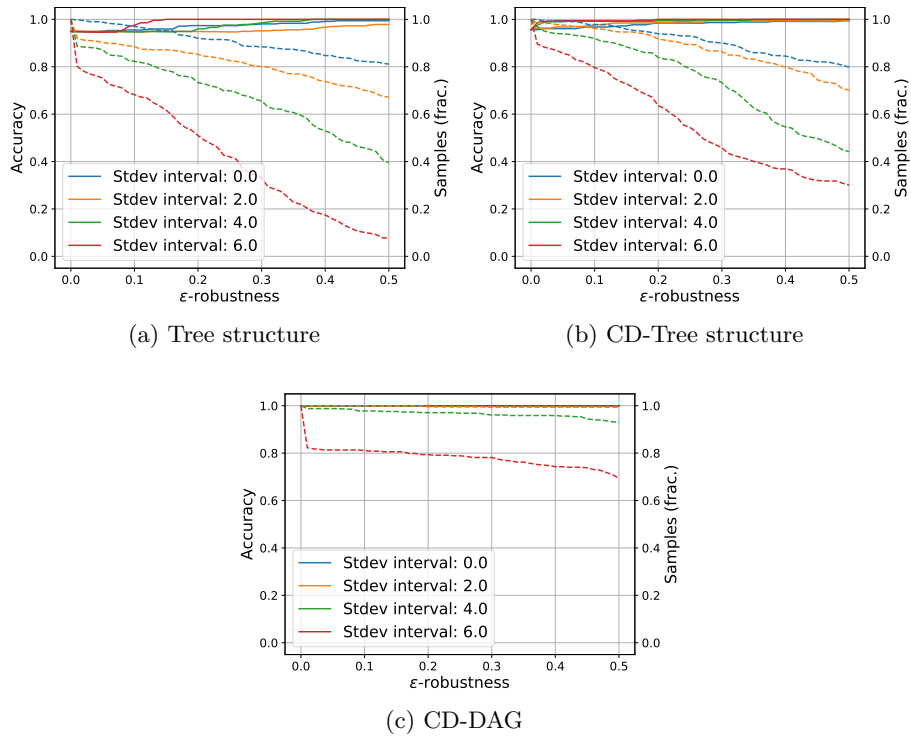 1.0
0.8
0.6
0.4
0.2
0.0
Accuracy
1.0
0.8
0.6
0.4
0.2
0.0
Samples (frac.)
Stdev interval: 0.0
Stdev interval: 2.0
Stdev interval: 4.0
Stdev interval: 6.0
0.0 0.1 0.2 0.3 0.4 0.5
ε-robustness
(a) Tree structure
1.0
0.8
0.6
0.4
0.2
0.0
Accuracy
1.0
0.8
0.6
0.4
0.2
0.0
Samples (frac.)
Stdev interval: 0.0
Stdev interval: 2.0
Stdev interval: 4.0
Stdev interval: 6.0
0.0 0.1 0.2 0.3 0.4 0.5
ε-robustness
(b) CD-Tree structure
1.0
0.8
0.6
0.4
0.2
0.0
Accuracy
1.0
0.8
0.6
0.4
0.2
0.0
Samples (frac.)
Stdev interval: 0.0
Stdev interval: 2.0
Stdev interval: 4.0
Stdev interval: 6.0
0.0 0.1 0.2 0.3 0.4 0.5
ε-robustness
(c) CD-DAG